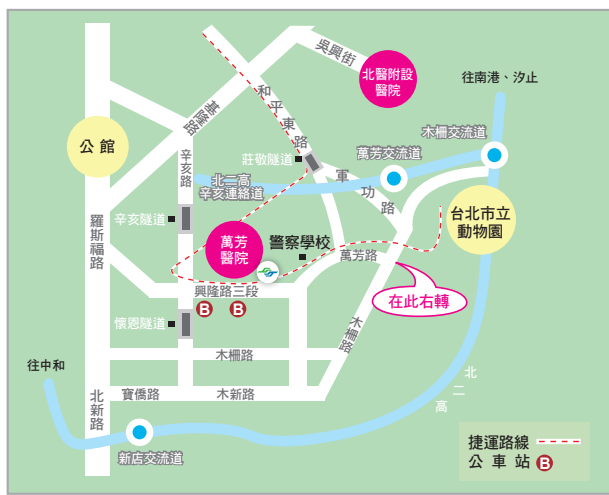 吳興街
北醫附設
醫院
往南港、汐止
和平東路
基隆路
木柵交流道
公館
莊敬隧道
萬芳交流道
辛亥路
北二高
辛亥連絡道
軍功路
台北市立
動物園
羅斯福路
辛亥隧道
萬芳
醫院
警察學校
萬芳路
興隆路三段
在此右轉
B
B
懷恩隧道
木柵路
木柵路
往中和
北新路
寶僑路
木新路
北二高
新店交流道
捷運路線
公車站 B